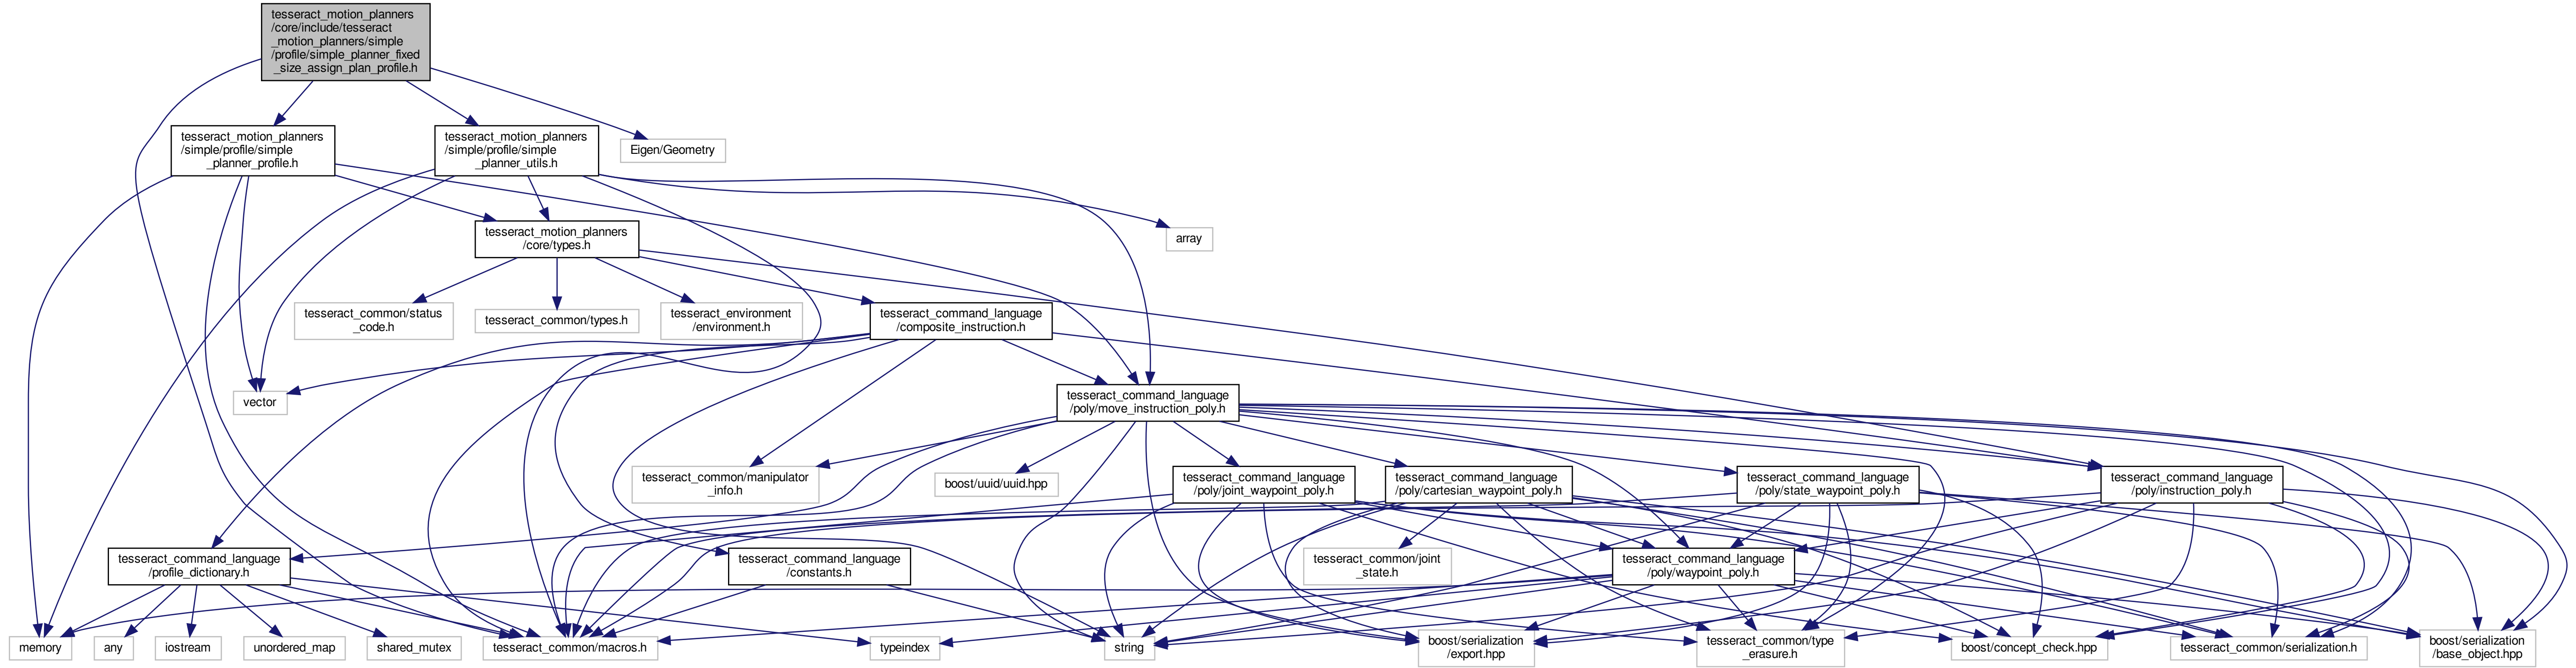 tesseract_motion_planners
/core/include/tesseract
_motion_planners/simple
/profile/simple_planner_fixed
_size_assign_plan_profile.h
tesseract_motion_planners
/simple/profile/simple
_planner_profile.h
tesseract_motion_planners
/simple/profile/simple
_planner_utils.h
Eigen/Geometry
tesseract_motion_planners
/core/types.h
array
tesseract_common/status
_code.h
tesseract_common/types.h
tesseract_environment
/environment.h
tesseract_command_language
/composite_instruction.h
vector
tesseract_command_language
/poly/move_instruction_poly.h
tesseract_common/manipulator
_info.h
boost/uuid/uuid.hpp
tesseract_command_language
/poly/joint_waypoint_poly.h
tesseract_command_language
/poly/cartesian_waypoint_poly.h
tesseract_command_language
/poly/state_waypoint_poly.h
tesseract_command_language
/poly/instruction_poly.h
tesseract_command_language
/profile_dictionary.h
tesseract_command_language
/constants.h
tesseract_common/joint
_state.h
tesseract_command_language
/poly/waypoint_poly.h
memory
any
iostream
unordered_map
shared_mutex
tesseract_common/macros.h
typeindex
string
boost/serialization
/export.hpp
tesseract_common/type
_erasure.h
boost/concept_check.hpp
tesseract_common/serialization.h
boost/serialization
/base_object.hpp